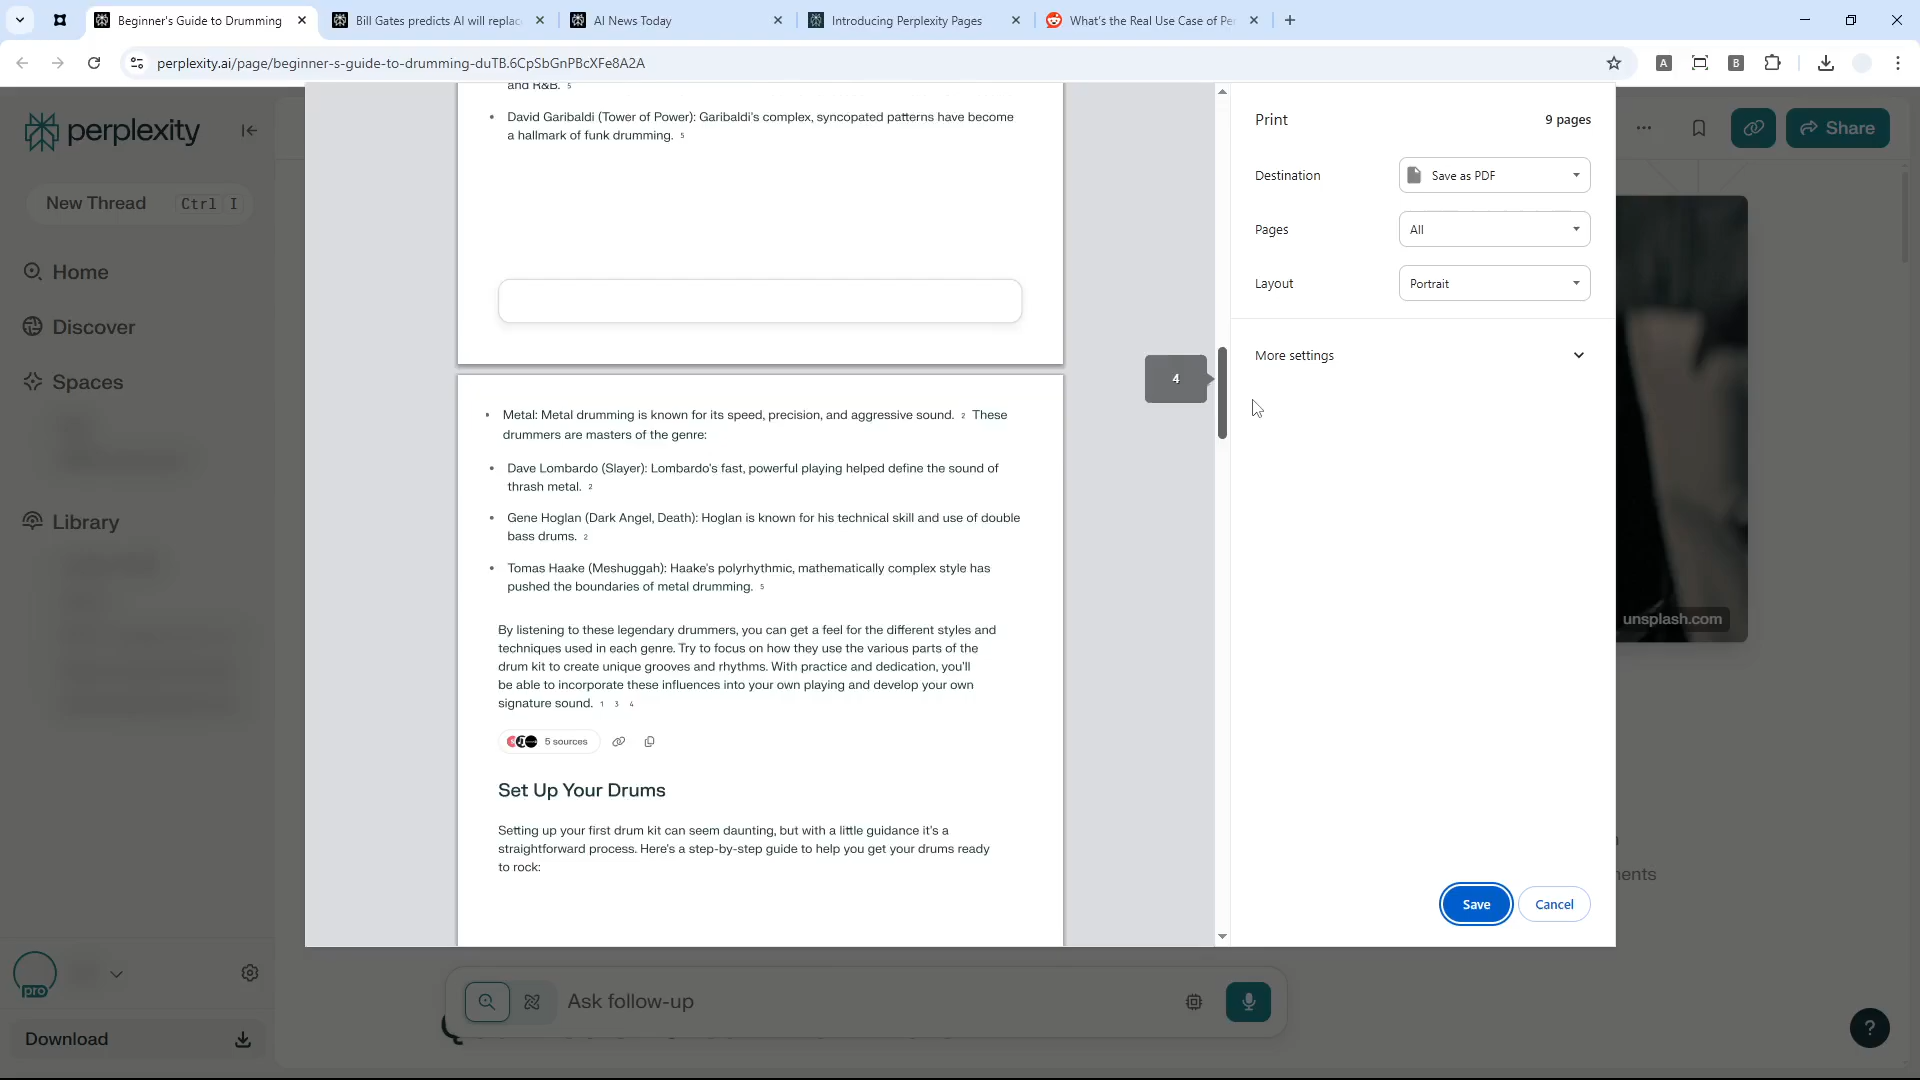 Beginner's Guide to Drumming
Bill Gates predicts AI will replac
AI News Today
Introducing Perplexity Pages
What's the Real Use Case of Per
perplexity.ai/page/beginner-s-guide-to-drumming-duTB.6CpSbGnPBcXFe8A2A
A
B
perplexity
Share
New Thread
Ctrl I
Home
Discover
Spaces
Library
pro
Download
and R&B. 5
David Garibaldi (Tower of Power): Garibaldi's complex, syncopated patterns have become
a hallmark of funk drumming. 5
Metal: Metal drumming is known for its speed, precision, and aggressive sound. 2 These
drummers are masters of the genre:
Dave Lombardo (Slayer): Lombardo's fast, powerful playing helped define the sound of
thrash metal. 2
Gene Hoglan (Dark Angel, Death): Hoglan is known for his technical skill and use of double
bass drums. 2
Tomas Haake (Meshuggah): Haake's polyrhythmic, mathematically complex style has
pushed the boundaries of metal drumming. 5
By listening to these legendary drummers, you can get a feel for the different styles and
techniques used in each genre. Try to focus on how they use the various parts of the
drum kit to create unique grooves and rhythms. With practice and dedication, you'll
be able to incorporate these influences into your own playing and develop your own
signature sound. 1 3 4
5 sources
Set Up Your Drums
Setting up your first drum kit can seem daunting, but with a little guidance it's a
straightforward process. Here's a step-by-step guide to help you get your drums ready
to rock:
4
Print
9 pages
Destination
Save as PDF
Pages
All
Layout
Portrait
More settings
Save
Cancel
unsplash.com
Ask follow-up
?